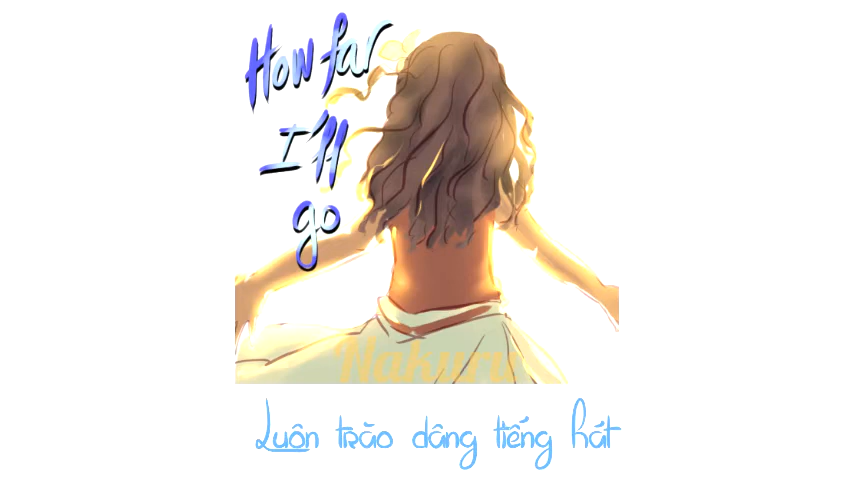 How far
I'll
go
Nakuru
Luôn trào dâng tiếng hát